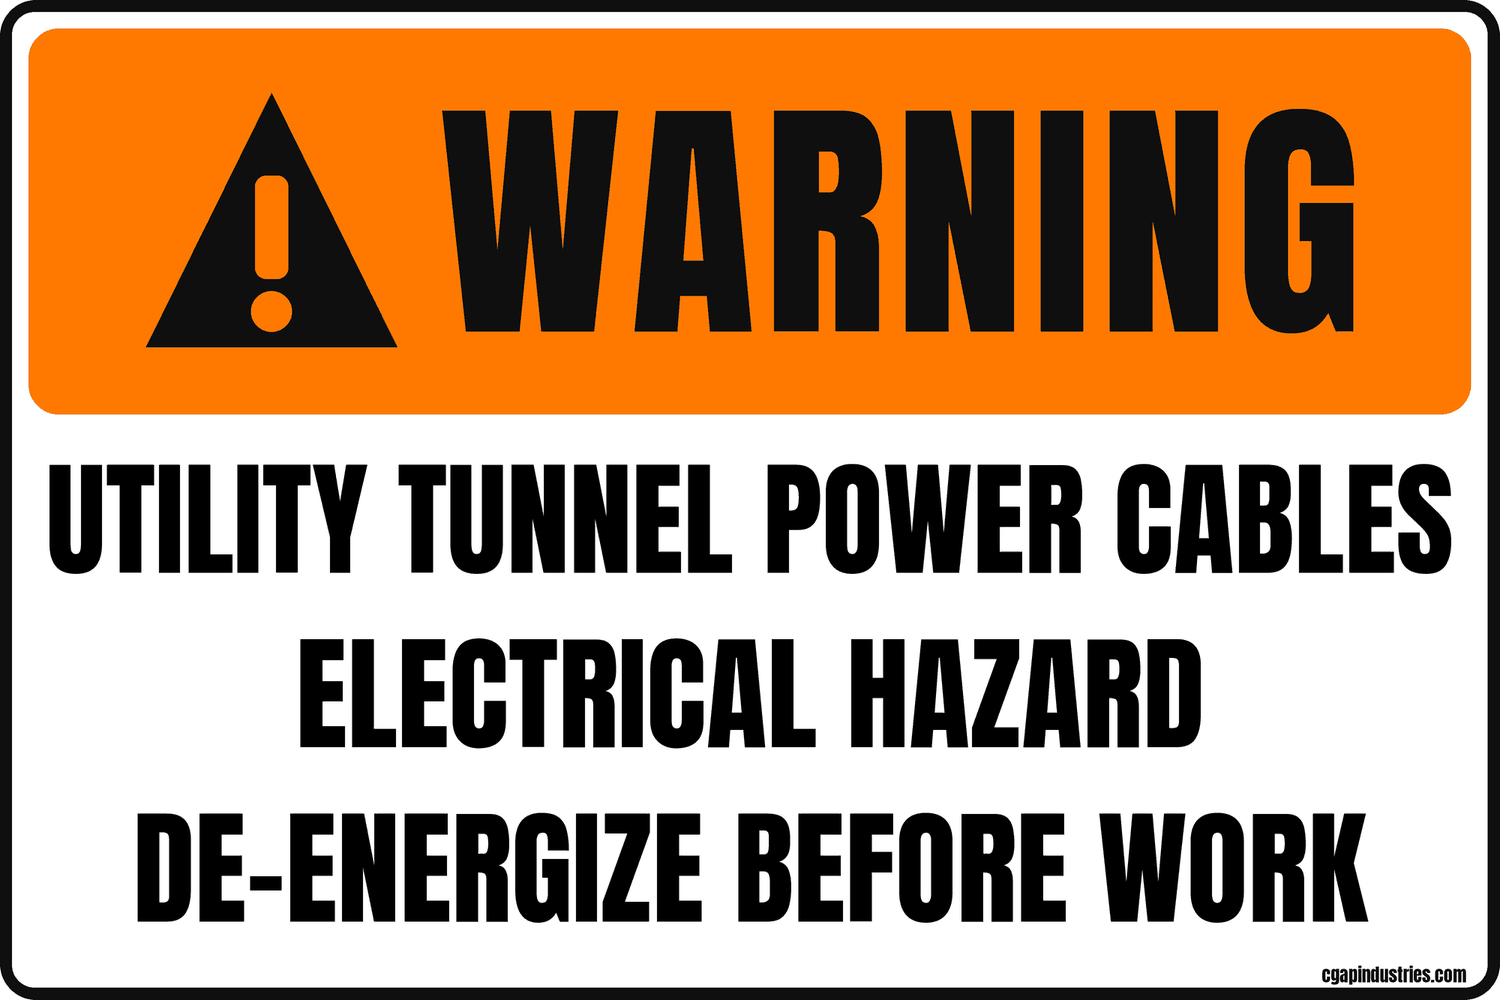 WARNING
UTILITY TUNNEL POWER CABLES
ELECTRICAL HAZARD
DE-ENERGIZE BEFORE WORK
cgapindustries.com